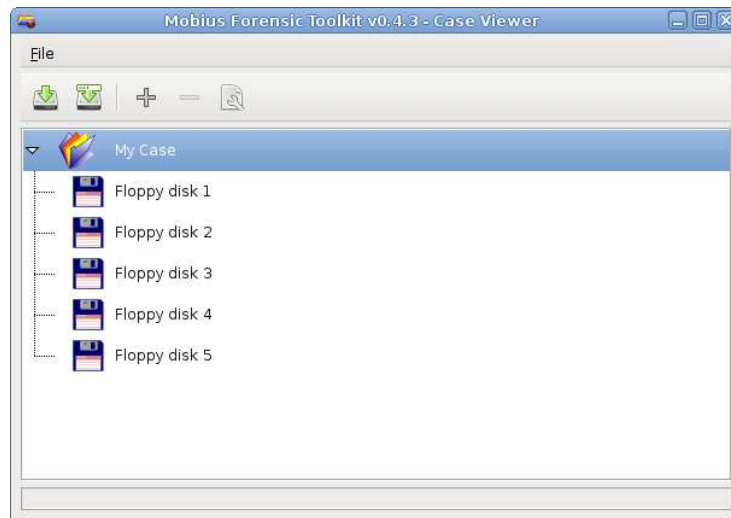 Mobius Forensic Toolkit v0.4.3 - Case Viewer
File
My Case
Floppy disk 1
Floppy disk 2
Floppy disk 3
Floppy disk 4
Floppy disk 5